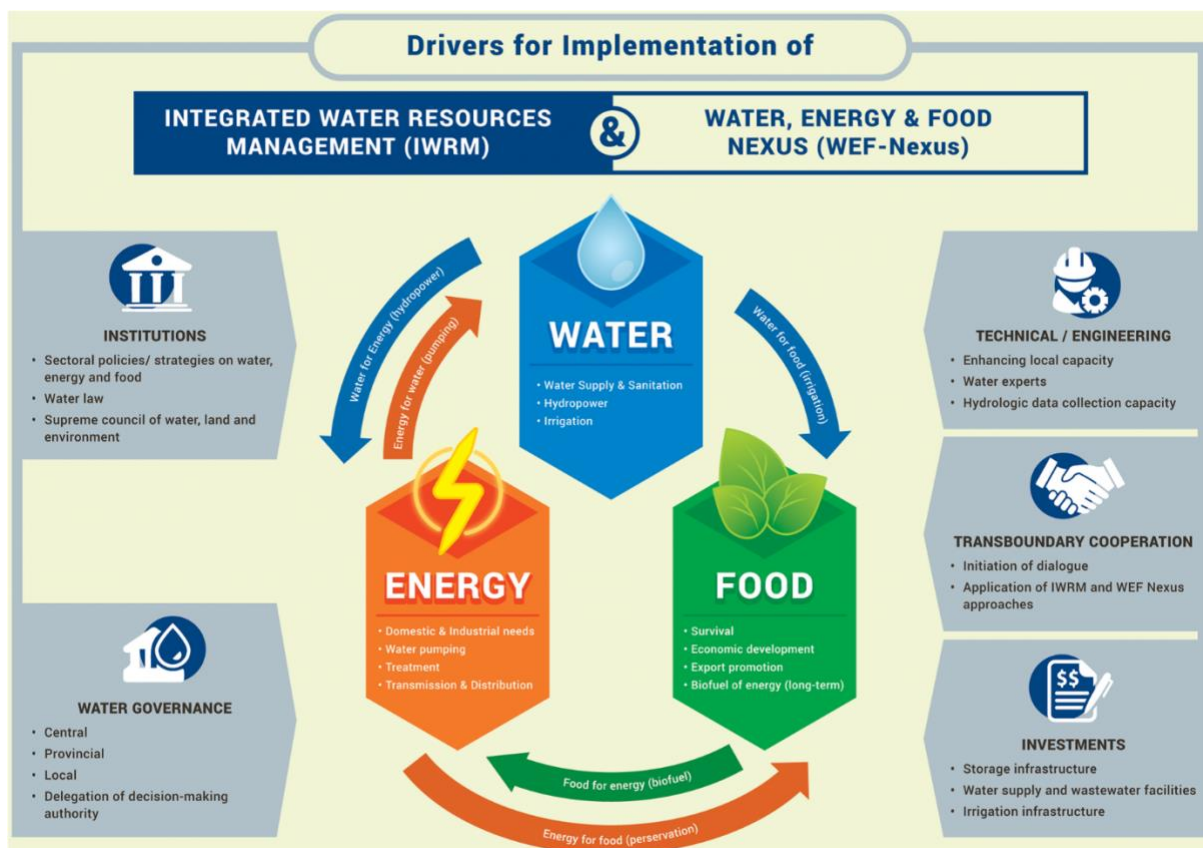 Drivers for Implementation of
INTEGRATED WATER RESOURCES
MANAGEMENT (IWRM)
&
WATER, ENERGY & FOOD
NEXUS (WEF-Nexus)
INSTITUTIONS
• Sectoral policies/ strategies on water,
energy and food
• Water law
• Supreme council of water, land and
environment
WATER GOVERNANCE
• Central
• Provincial
• Local
• Delegation of decision-making
authority
Water for Energy (hydropower)
Energy for water (pumping)
WATER
• Water Supply & Sanitation
• Hydropower
• Irrigation
Water for food (irrigation)
ENERGY
• Domestic & Industrial needs
• Water pumping
• Treatment
• Transmission & Distribution
FOOD
• Survival
• Economic development
• Export promotion
• Biofuel of energy (long-term)
Food for energy (biofuel)
Energy for food (perservation)
TECHNICAL / ENGINEERING
• Enhancing local capacity
• Water experts
• Hydrologic data collection capacity
TRANSBOUNDARY COOPERATION
• Initiation of dialogue
• Application of IWRM and WEF Nexus
approaches
$$
INVESTMENTS
• Storage infrastructure
• Water supply and wastewater facilities
• Irrigation infrastructure